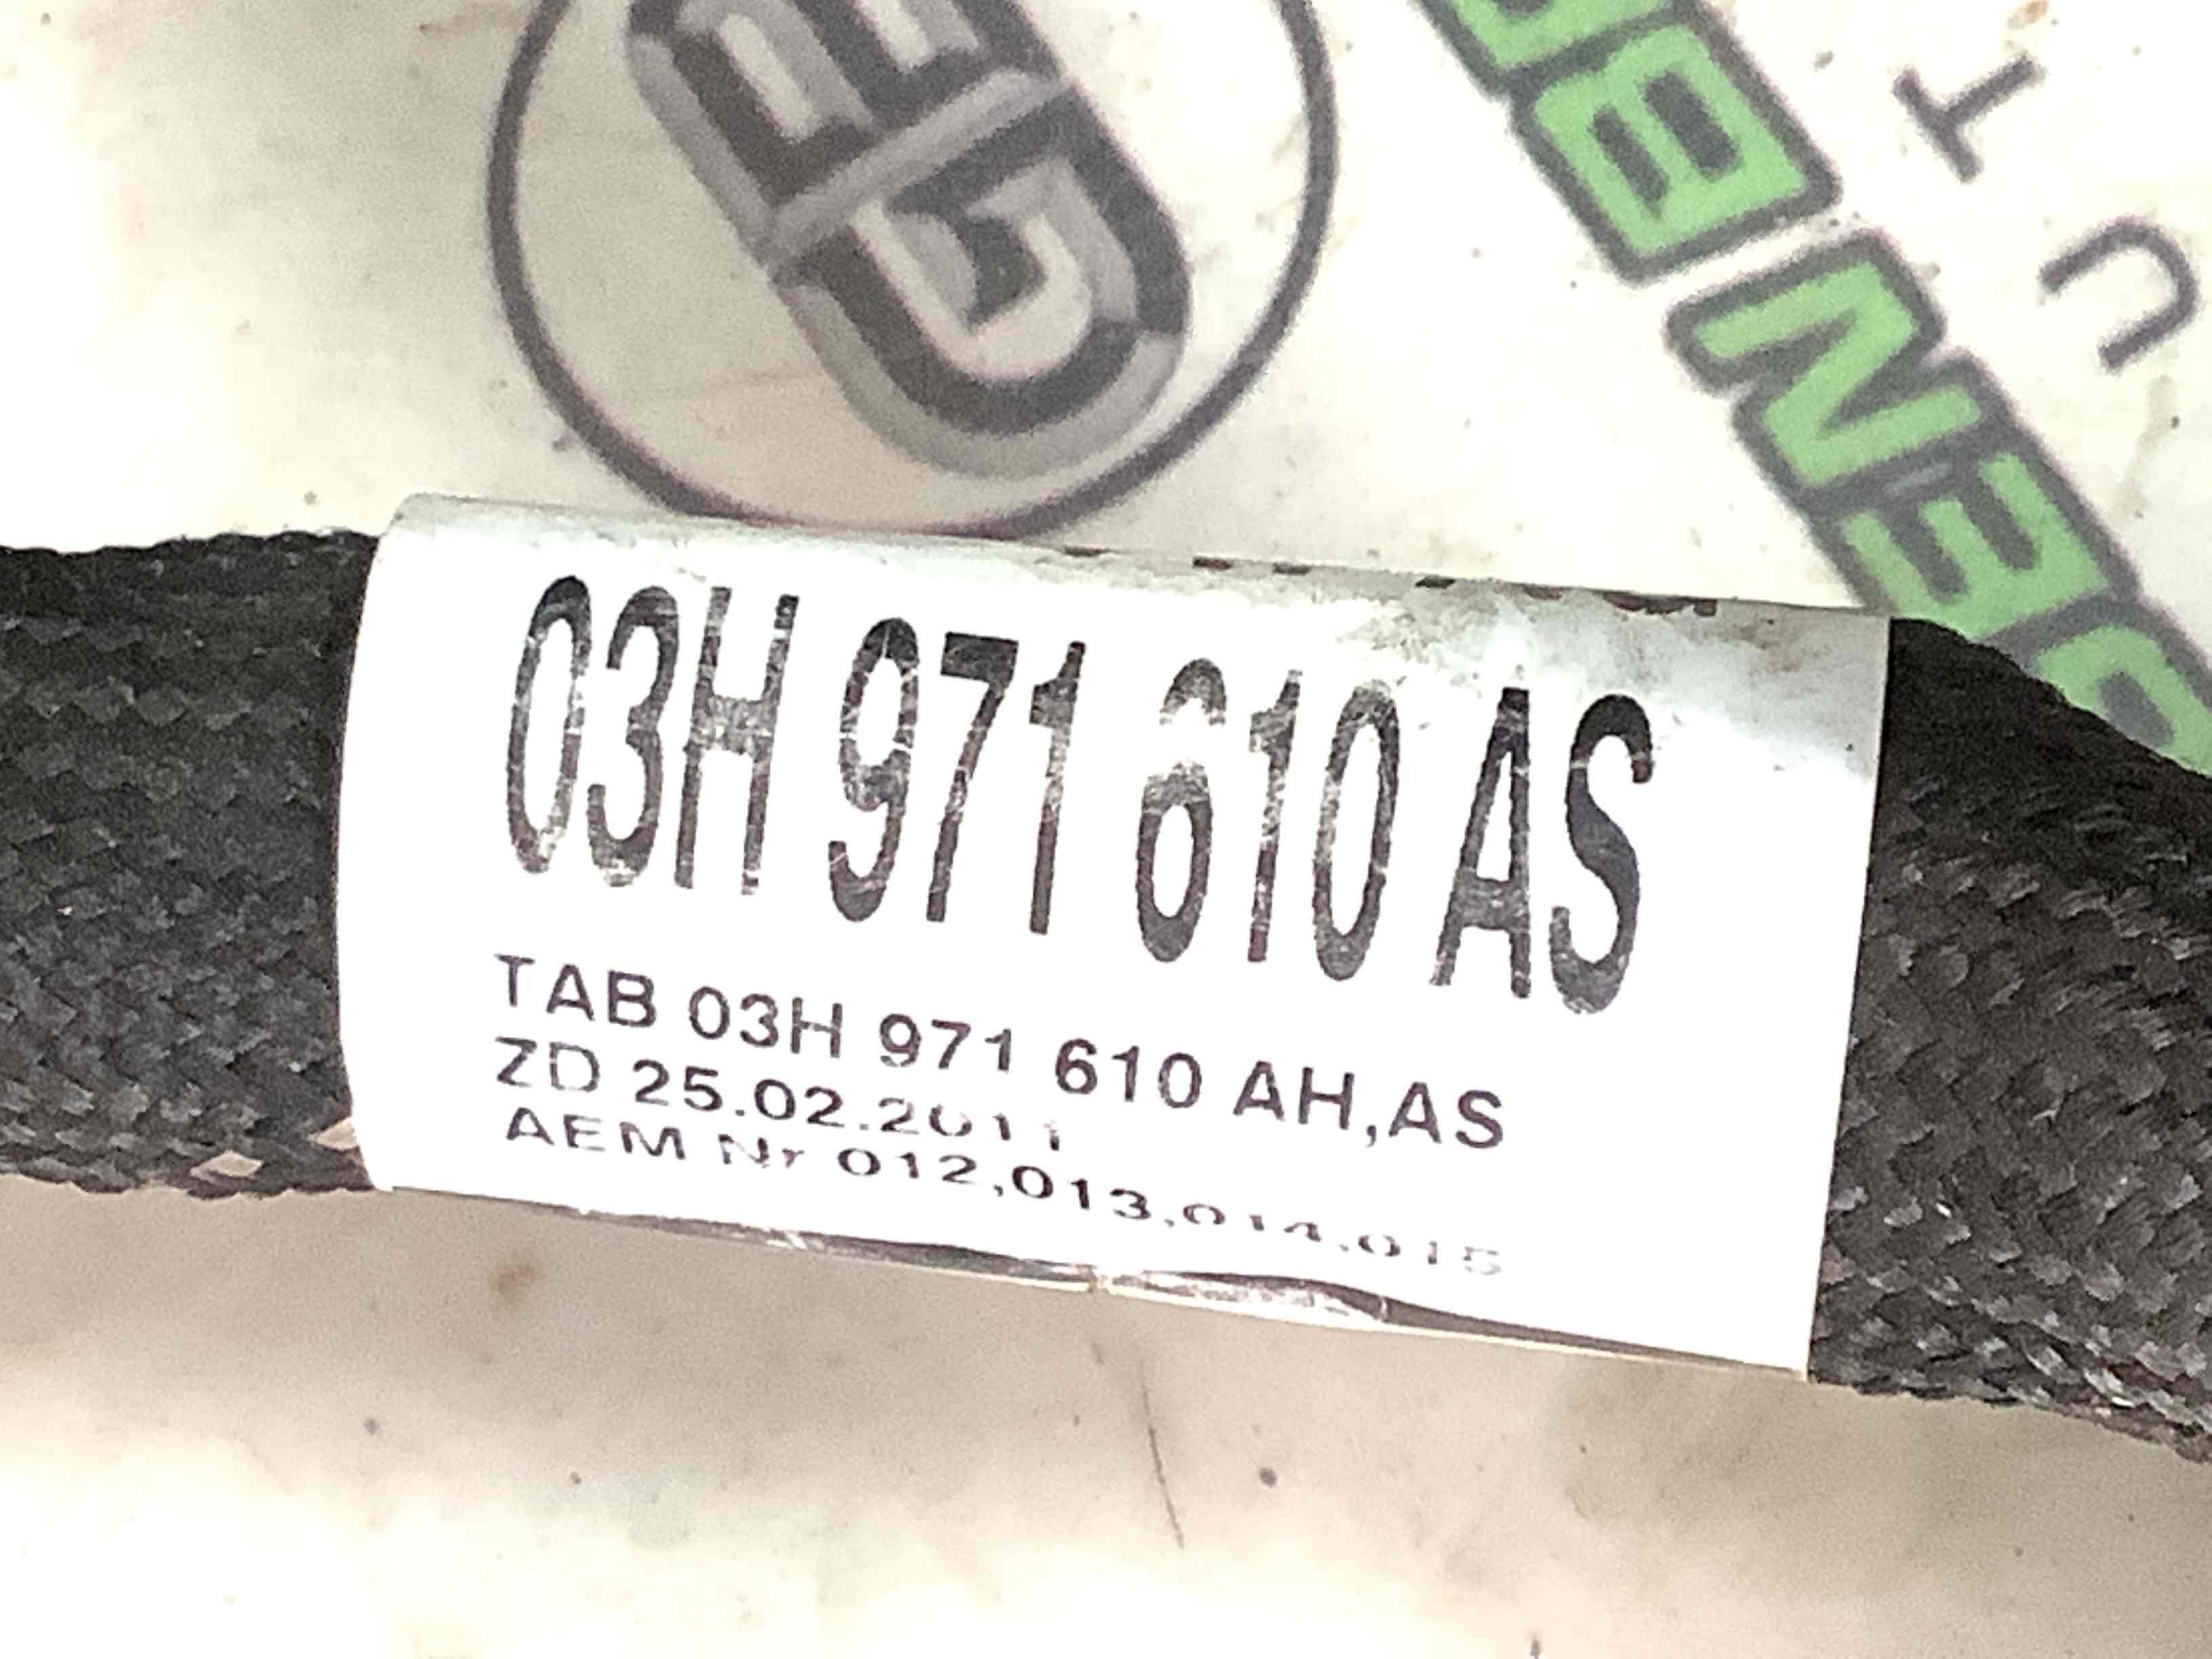 03H 971 610 AS
TAB 03H 971 610 AH,AS
ZD 25.02.2011
AEM Nr 012,013,014,015